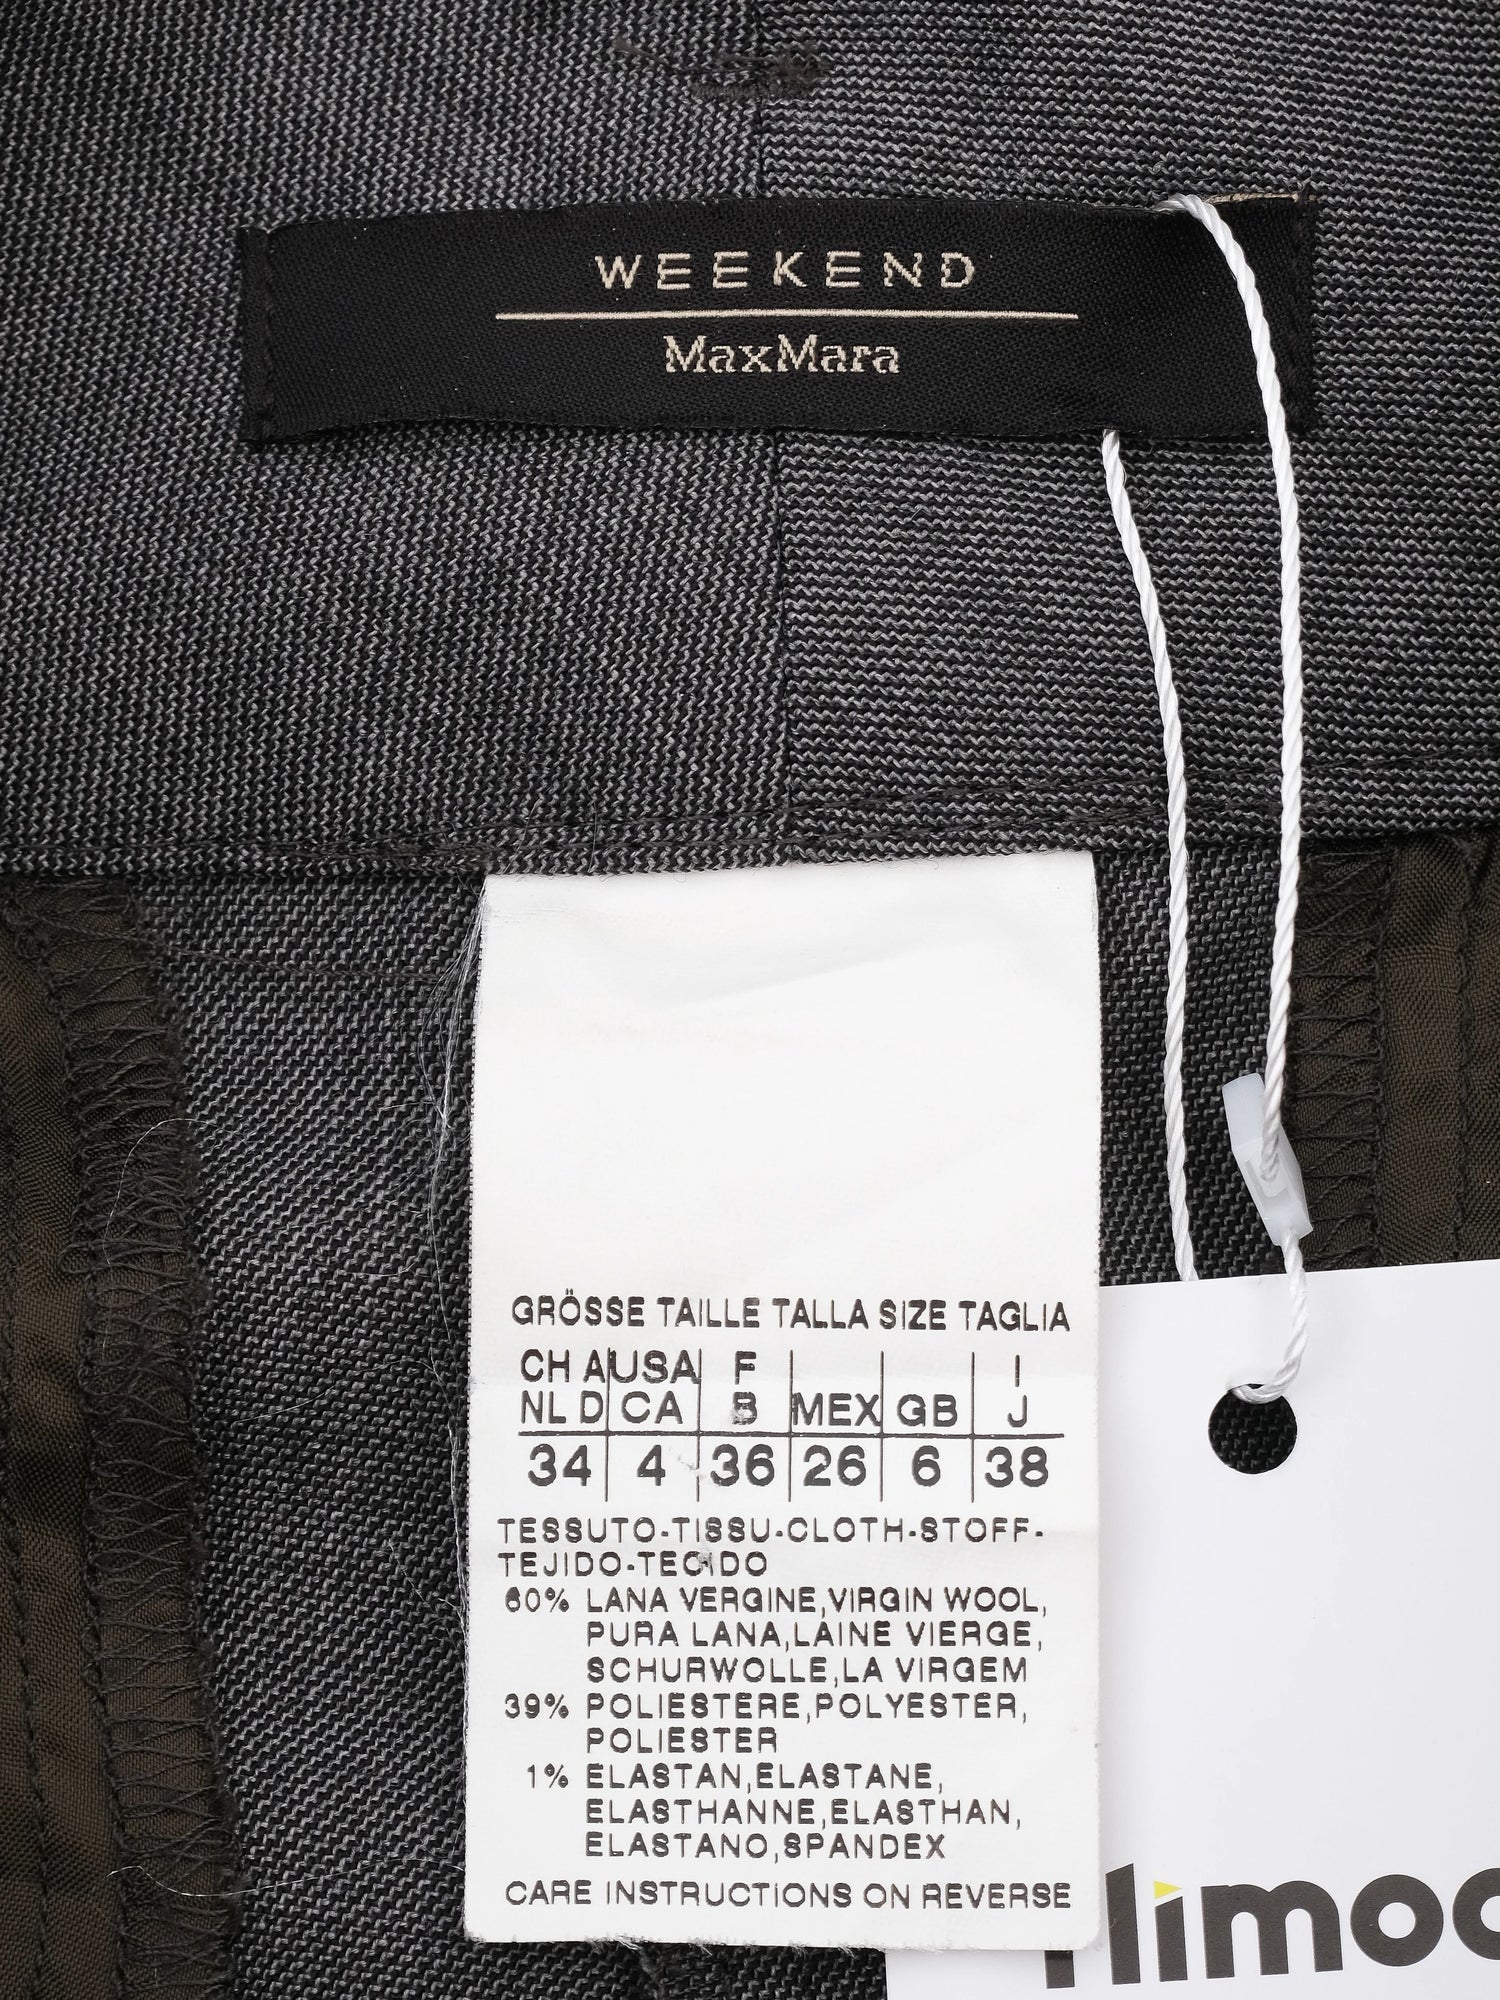 WEEKEND
MaxMara
GRÖSSE TAILLE TALLA SIZE TAGLIA
CH A USA F I
NL D CA B MEX GB J
34 4 36 26 6 38
TESSUTO-TISSU-CLOTH-STOFF-
TEJIDO-TECIDO
60% LANA VERGINE,VIRGIN WOOL,
PURA LANA,LAINE VIERGE,
SCHURWOLLE,LA VIRGEM
39% POLIESTERE,POLYESTER,
POLIESTER
1% ELASTAN,ELASTANE,
ELASTHANNE,ELASTHAN,
ELASTANO,SPANDEX
CARE INSTRUCTIONS ON REVERSE